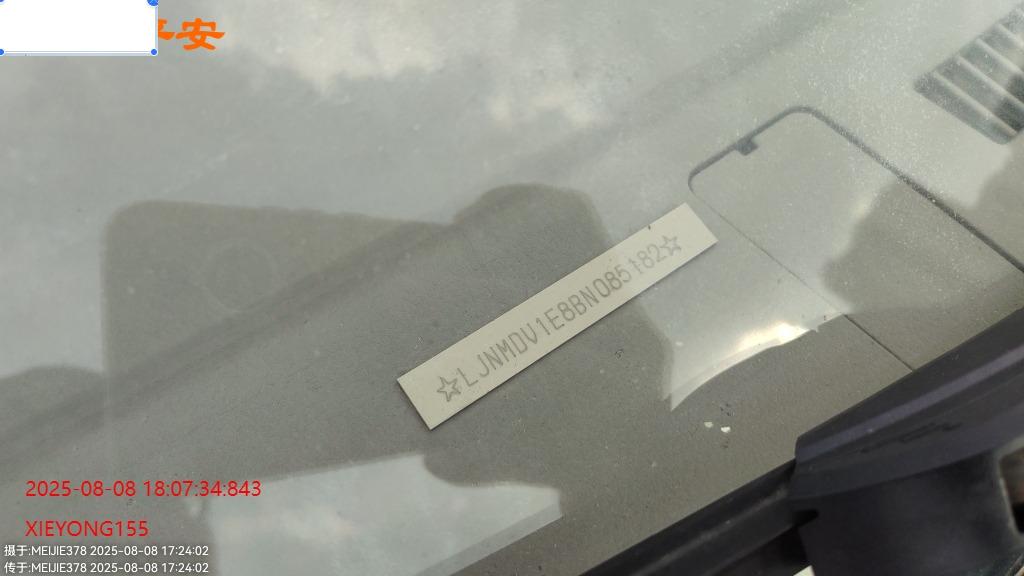 平安
☆LJNMDV1E8BN085182☆
2025-08-08 18:07:34:843
XIEYONG155
摄于:MEIJIE378 2025-08-08 17:24:02
传于:MEIJIE378 2025-08-08 17:24:02